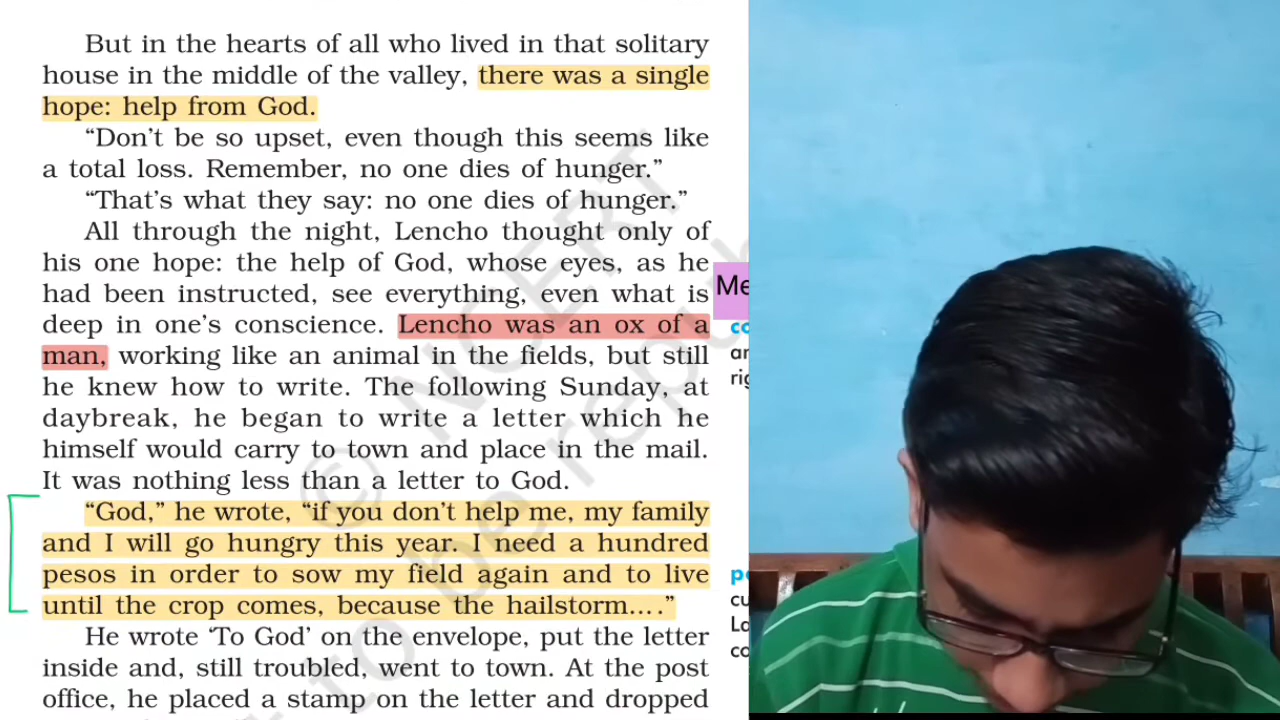 But in the hearts of all who lived in that solitary
house in the middle of the valley, there was a single
hope: help from God.
“Don’t be so upset, even though this seems like
a total loss. Remember, no one dies of hunger.”
“That’s what they say: no one dies of hunger.”
All through the night, Lencho thought only of
his one hope: the help of God, whose eyes, as he
had been instructed, see everything, even what is
deep in one’s conscience. Lencho was an ox of a
man, working like an animal in the fields, but still
he knew how to write. The following Sunday, at
daybreak, he began to write a letter which he
himself would carry to town and place in the mail.
It was nothing less than a letter to God.
“God,” he wrote, “if you don’t help me, my family
and I will go hungry this year. I need a hundred
pesos in order to sow my field again and to live
until the crop comes, because the hailstorm....”
He wrote ‘To God’ on the envelope, put the letter
inside and, still troubled, went to town. At the post
office, he placed a stamp on the letter and dropped
© NCERT
to be repu
Me